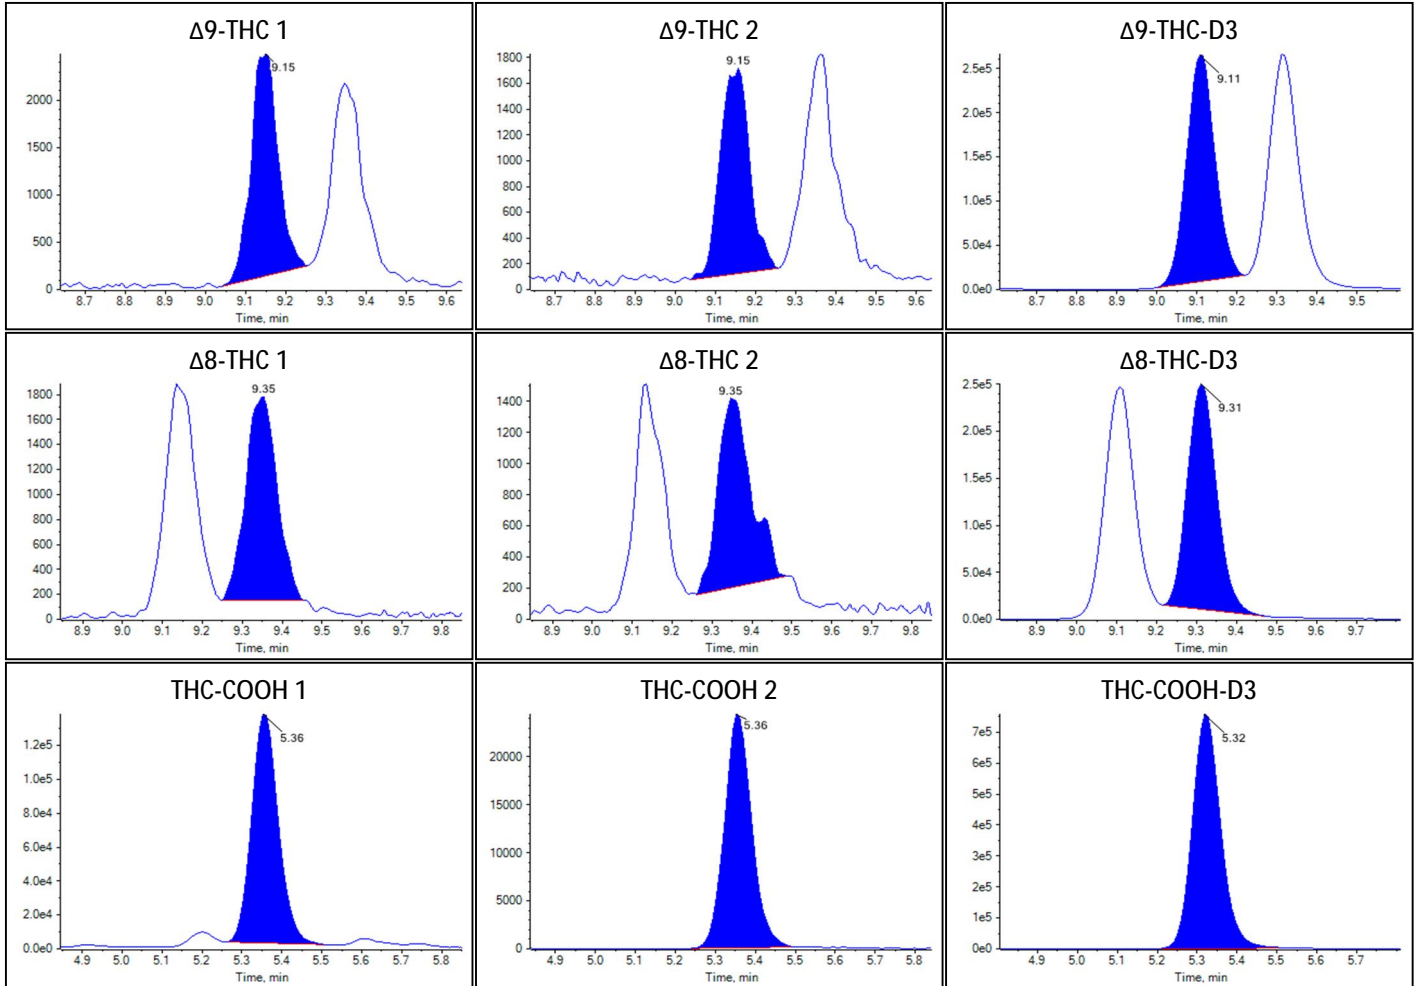 Δ9-THC 1
9.15
2000
1500
1000
500
0
8.7 8.8 8.9 9.0 9.1 9.2 9.3 9.4 9.5 9.6
Time, min
Δ9-THC 2
9.15
1800
1600
1400
1200
1000
800
600
400
200
0
8.7 8.8 8.9 9.0 9.1 9.2 9.3 9.4 9.5 9.6
Time, min
Δ9-THC-D3
9.11
2.5e5
2.0e5
1.5e5
1.0e5
5.0e4
0.0e0
8.7 8.8 8.9 9.0 9.1 9.2 9.3 9.4 9.5
Time, min
Δ8-THC 1
9.35
1800
1600
1400
1200
1000
800
600
400
200
0
8.9 9.0 9.1 9.2 9.3 9.4 9.5 9.6 9.7 9.8
Time, min
Δ8-THC 2
9.35
1400
1200
1000
800
600
400
200
0
8.9 9.0 9.1 9.2 9.3 9.4 9.5 9.6 9.7 9.8
Time, min
Δ8-THC-D3
9.31
2.5e5
2.0e5
1.5e5
1.0e5
5.0e4
0.0e0
8.9 9.0 9.1 9.2 9.3 9.4 9.5 9.6 9.7
Time, min
THC-COOH 1
5.36
1.2e5
1.0e5
8.0e4
6.0e4
4.0e4
2.0e4
0.0e0
4.9 5.0 5.1 5.2 5.3 5.4 5.5 5.6 5.7 5.8
Time, min
THC-COOH 2
5.36
20000
15000
10000
5000
0
4.9 5.0 5.1 5.2 5.3 5.4 5.5 5.6 5.7 5.8
Time, min
THC-COOH-D3
5.32
7e5
6e5
5e5
4e5
3e5
2e5
1e5
0e0
4.9 5.0 5.1 5.2 5.3 5.4 5.5 5.6 5.7
Time, min